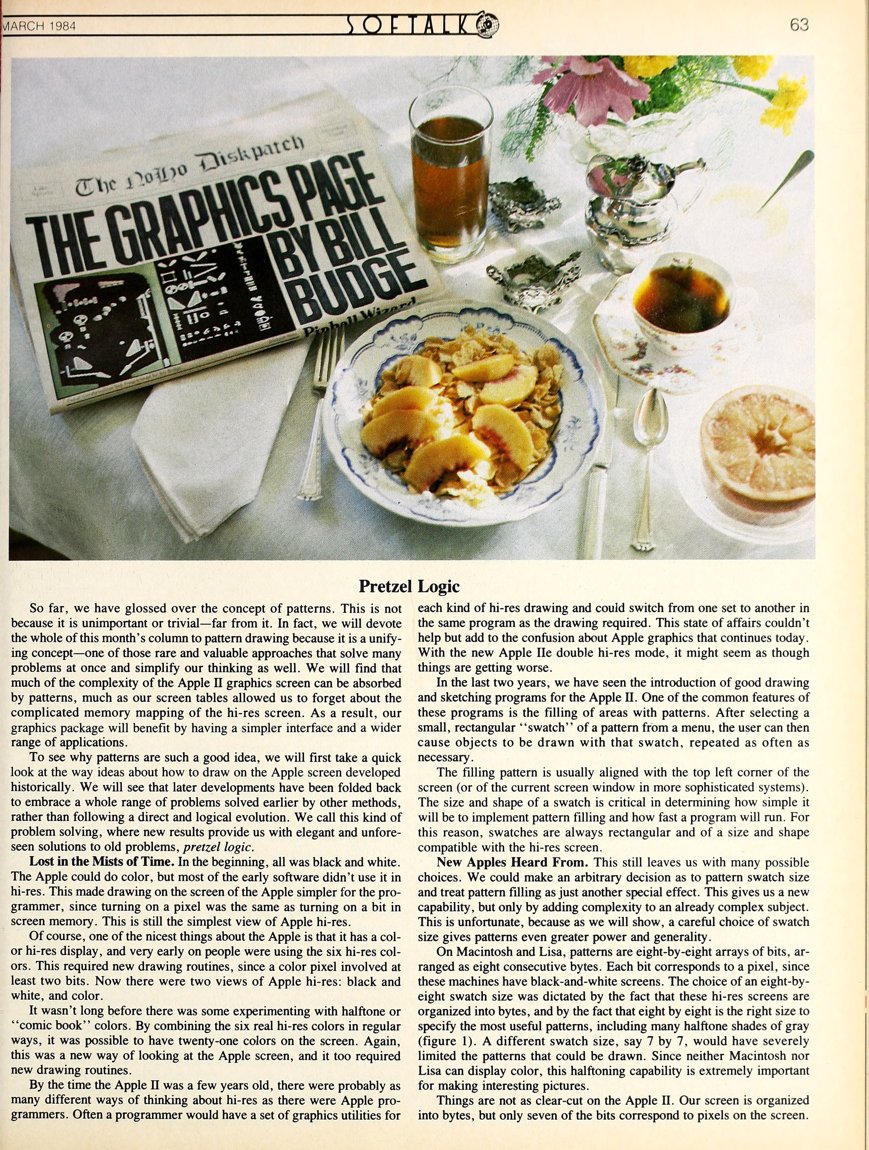 MARCH 1984
SOFTALK
63
The NoHo Diskpatch
THE GRAPHICS PAGE
BY BILL
BUDGE
Pinball Wizard
Pretzel Logic
So far, we have glossed over the concept of patterns. This is not
because it is unimportant or trivial—far from it. In fact, we will devote
the whole of this month's column to pattern drawing because it is a unify-
ing concept—one of those rare and valuable approaches that solve many
problems at once and simplify our thinking as well. We will find that
much of the complexity of the Apple II graphics screen can be absorbed
by patterns, much as our screen tables allowed us to forget about the
complicated memory mapping of the hi-res screen. As a result, our
graphics package will benefit by having a simpler interface and a wider
range of applications.
To see why patterns are such a good idea, we will first take a quick
look at the way ideas about how to draw on the Apple screen developed
historically. We will see that later developments have been folded back
to embrace a whole range of problems solved earlier by other methods,
rather than following a direct and logical evolution. We call this kind of
problem solving, where new results provide us with elegant and unfore-
seen solutions to old problems, pretzel logic.
Lost in the Mists of Time. In the beginning, all was black and white.
The Apple could do color, but most of the early software didn't use it in
hi-res. This made drawing on the screen of the Apple simpler for the pro-
grammer, since turning on a pixel was the same as turning on a bit in
screen memory. This is still the simplest view of Apple hi-res.
Of course, one of the nicest things about the Apple is that it has a col-
or hi-res display, and very early on people were using the six hi-res col-
ors. This required new drawing routines, since a color pixel involved at
least two bits. Now there were two views of Apple hi-res: black and
white, and color.
It wasn't long before there was some experimenting with halftone or
"comic book" colors. By combining the six real hi-res colors in regular
ways, it was possible to have twenty-one colors on the screen. Again,
this was a new way of looking at the Apple screen, and it too required
new drawing routines.
By the time the Apple II was a few years old, there were probably as
many different ways of thinking about hi-res as there were Apple pro-
grammers. Often a programmer would have a set of graphics utilities for
each kind of hi-res drawing and could switch from one set to another in
the same program as the drawing required. This state of affairs couldn't
help but add to the confusion about Apple graphics that continues today.
With the new Apple IIe double hi-res mode, it might seem as though
things are getting worse.
In the last two years, we have seen the introduction of good drawing
and sketching programs for the Apple II. One of the common features of
these programs is the filling of areas with patterns. After selecting a
small, rectangular "swatch" of a pattern from a menu, the user can then
cause objects to be drawn with that swatch, repeated as often as
necessary.
The filling pattern is usually aligned with the top left corner of the
screen (or of the current screen window in more sophisticated systems).
The size and shape of a swatch is critical in determining how simple it
will be to implement pattern filling and how fast a program will run. For
this reason, swatches are always rectangular and of a size and shape
compatible with the hi-res screen.
New Apples Heard From. This still leaves us with many possible
choices. We could make an arbitrary decision as to pattern swatch size
and treat pattern filling as just another special effect. This gives us a new
capability, but only by adding complexity to an already complex subject.
This is unfortunate, because as we will show, a careful choice of swatch
size gives patterns even greater power and generality.
On Macintosh and Lisa, patterns are eight-by-eight arrays of bits, ar-
ranged as eight consecutive bytes. Each bit corresponds to a pixel, since
these machines have black-and-white screens. The choice of an eight-by-
eight swatch size was dictated by the fact that these hi-res screens are
organized into bytes, and by the fact that eight by eight is the right size to
specify the most useful patterns, including many halftone shades of gray
(figure 1). A different swatch size, say 7 by 7, would have severely
limited the patterns that could be drawn. Since neither Macintosh nor
Lisa can display color, this halftoning capability is extremely important
for making interesting pictures.
Things are not as clear-cut on the Apple II. Our screen is organized
into bytes, but only seven of the bits correspond to pixels on the screen.